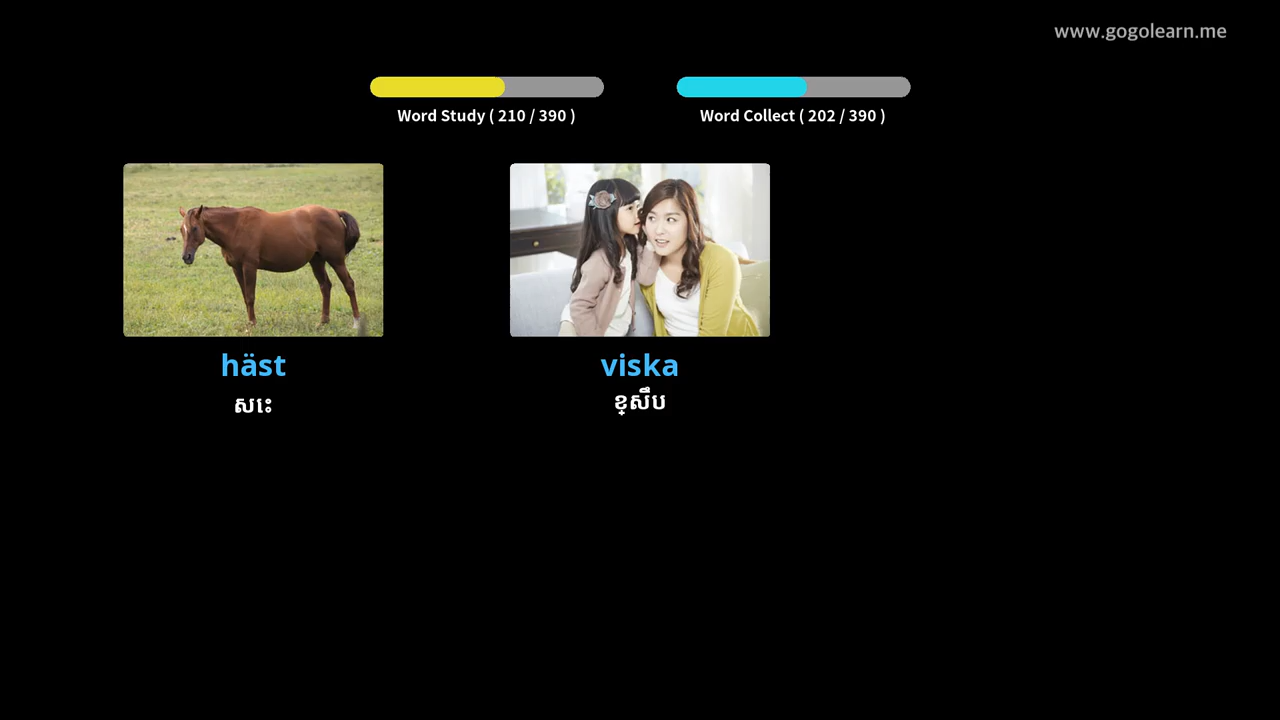 www.gogolearn.me
Word Study ( 210 / 390 )
Word Collect ( 202 / 390 )
häst
សេះ
viska
ខ្សឹប